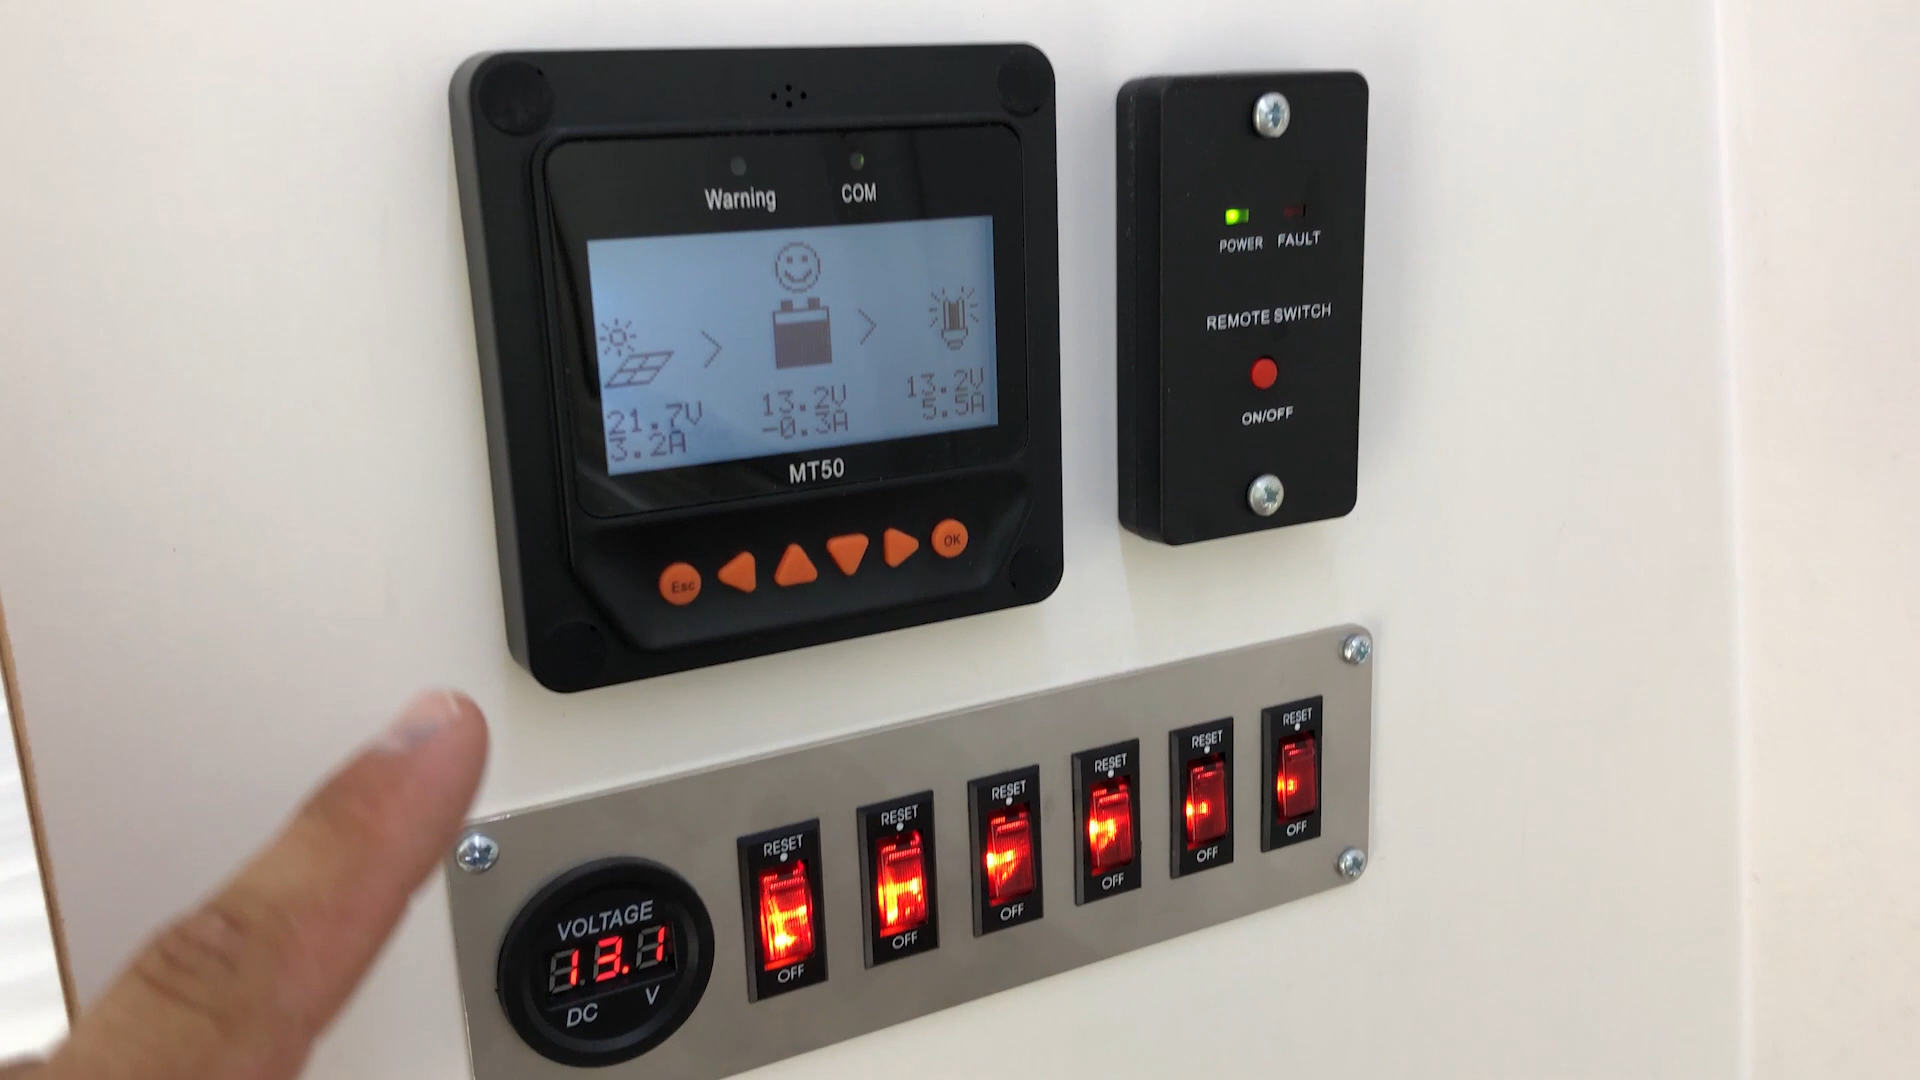 Warning COM
21.7V
3.2A
13.2V
-0.3A
13.2V
5.5A
MT50
Esc
OK
POWER FAULT
REMOTE SWITCH
ON/OFF
VOLTAGE
13.1
DC V
RESET
OFF
RESET
OFF
RESET
OFF
RESET
OFF
RESET
OFF
RESET
OFF